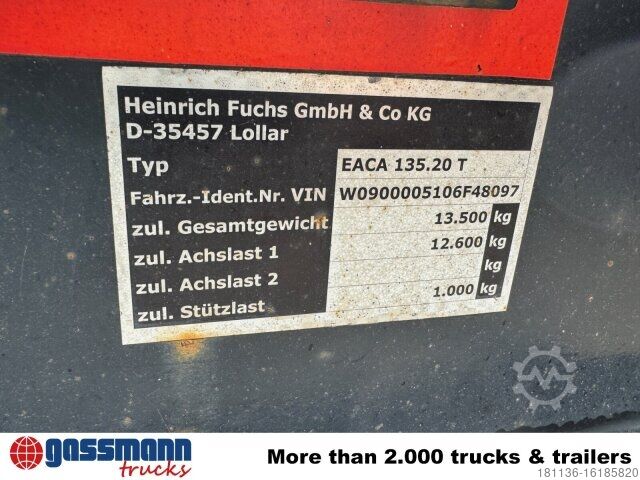 Heinrich Fuchs GmbH & Co KG
D-35457 Lollar
Typ EACA 135.20 T
Fahrz.-Ident.Nr. VIN W0900005106F48097
zul. Gesamtgewicht 13.500 kg
zul. Achslast 1 12.600 kg
zul. Achslast 2 kg
zul. Stützlast 1.000 kg
gassmann
trucks
More than 2.000 trucks & trailers
181136-16185820